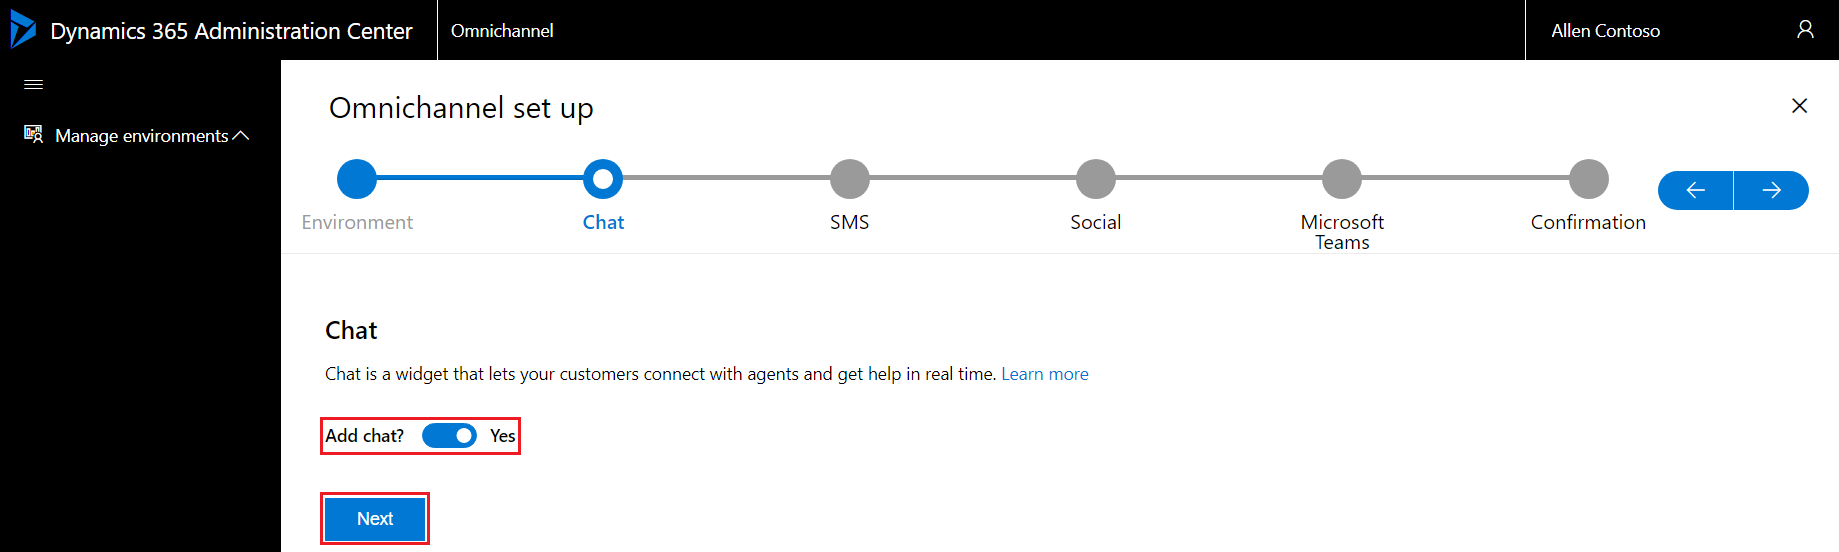 Dynamics 365 Administration Center
Omnichannel
Allen Contoso
Manage environments
Omnichannel set up
Environment
Chat
SMS
Social
Microsoft
Teams
Confirmation
Chat
Chat is a widget that lets your customers connect with agents and get help in real time. Learn more
Add chat? Yes
Next